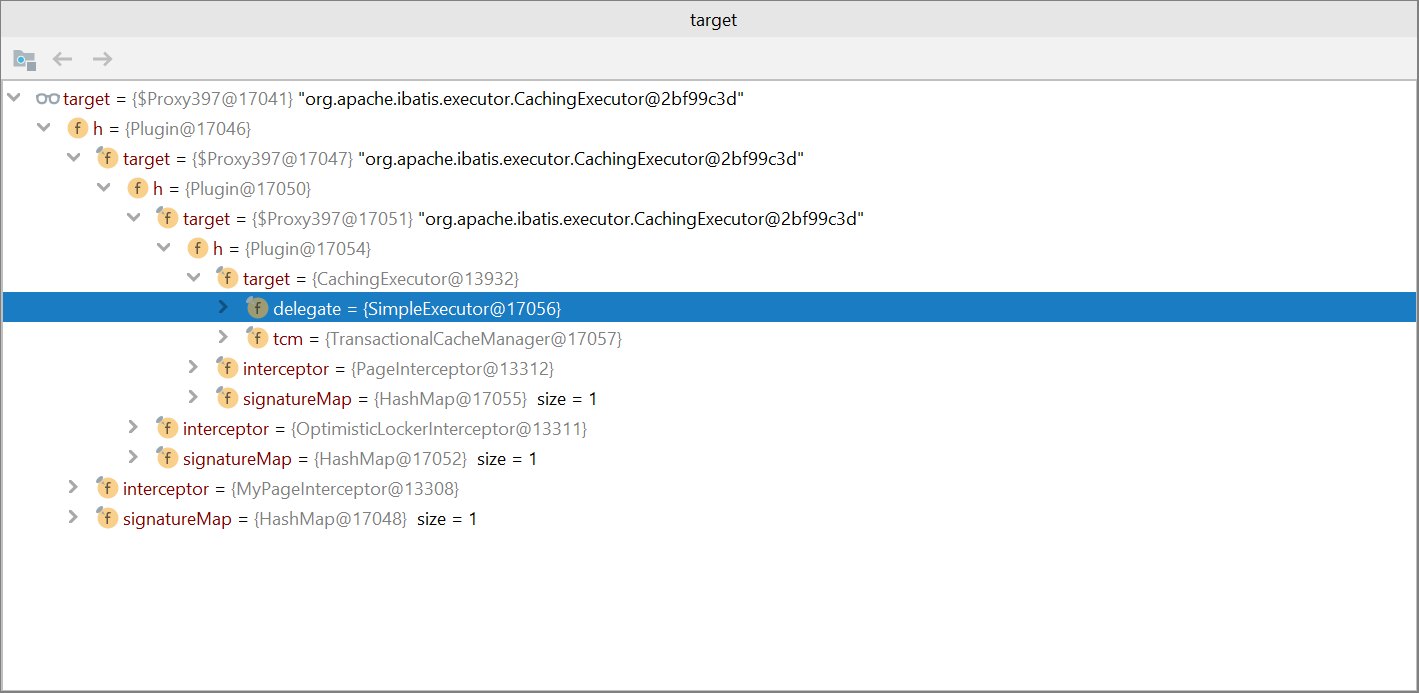 target
target = {$Proxy397@17041} "org.apache.ibatis.executor.CachingExecutor@2bf99c3d"
f h = {Plugin@17046}
f target = {$Proxy397@17047} "org.apache.ibatis.executor.CachingExecutor@2bf99c3d"
f h = {Plugin@17050}
f target = {$Proxy397@17051} "org.apache.ibatis.executor.CachingExecutor@2bf99c3d"
f h = {Plugin@17054}
f target = {CachingExecutor@13932}
f delegate = {SimpleExecutor@17056}
f tcm = {TransactionalCacheManager@17057}
f interceptor = {PageInterceptor@13312}
f signatureMap = {HashMap@17055} size = 1
f interceptor = {OptimisticLockerInterceptor@13311}
f signatureMap = {HashMap@17052} size = 1
f interceptor = {MyPageInterceptor@13308}
f signatureMap = {HashMap@17048} size = 1